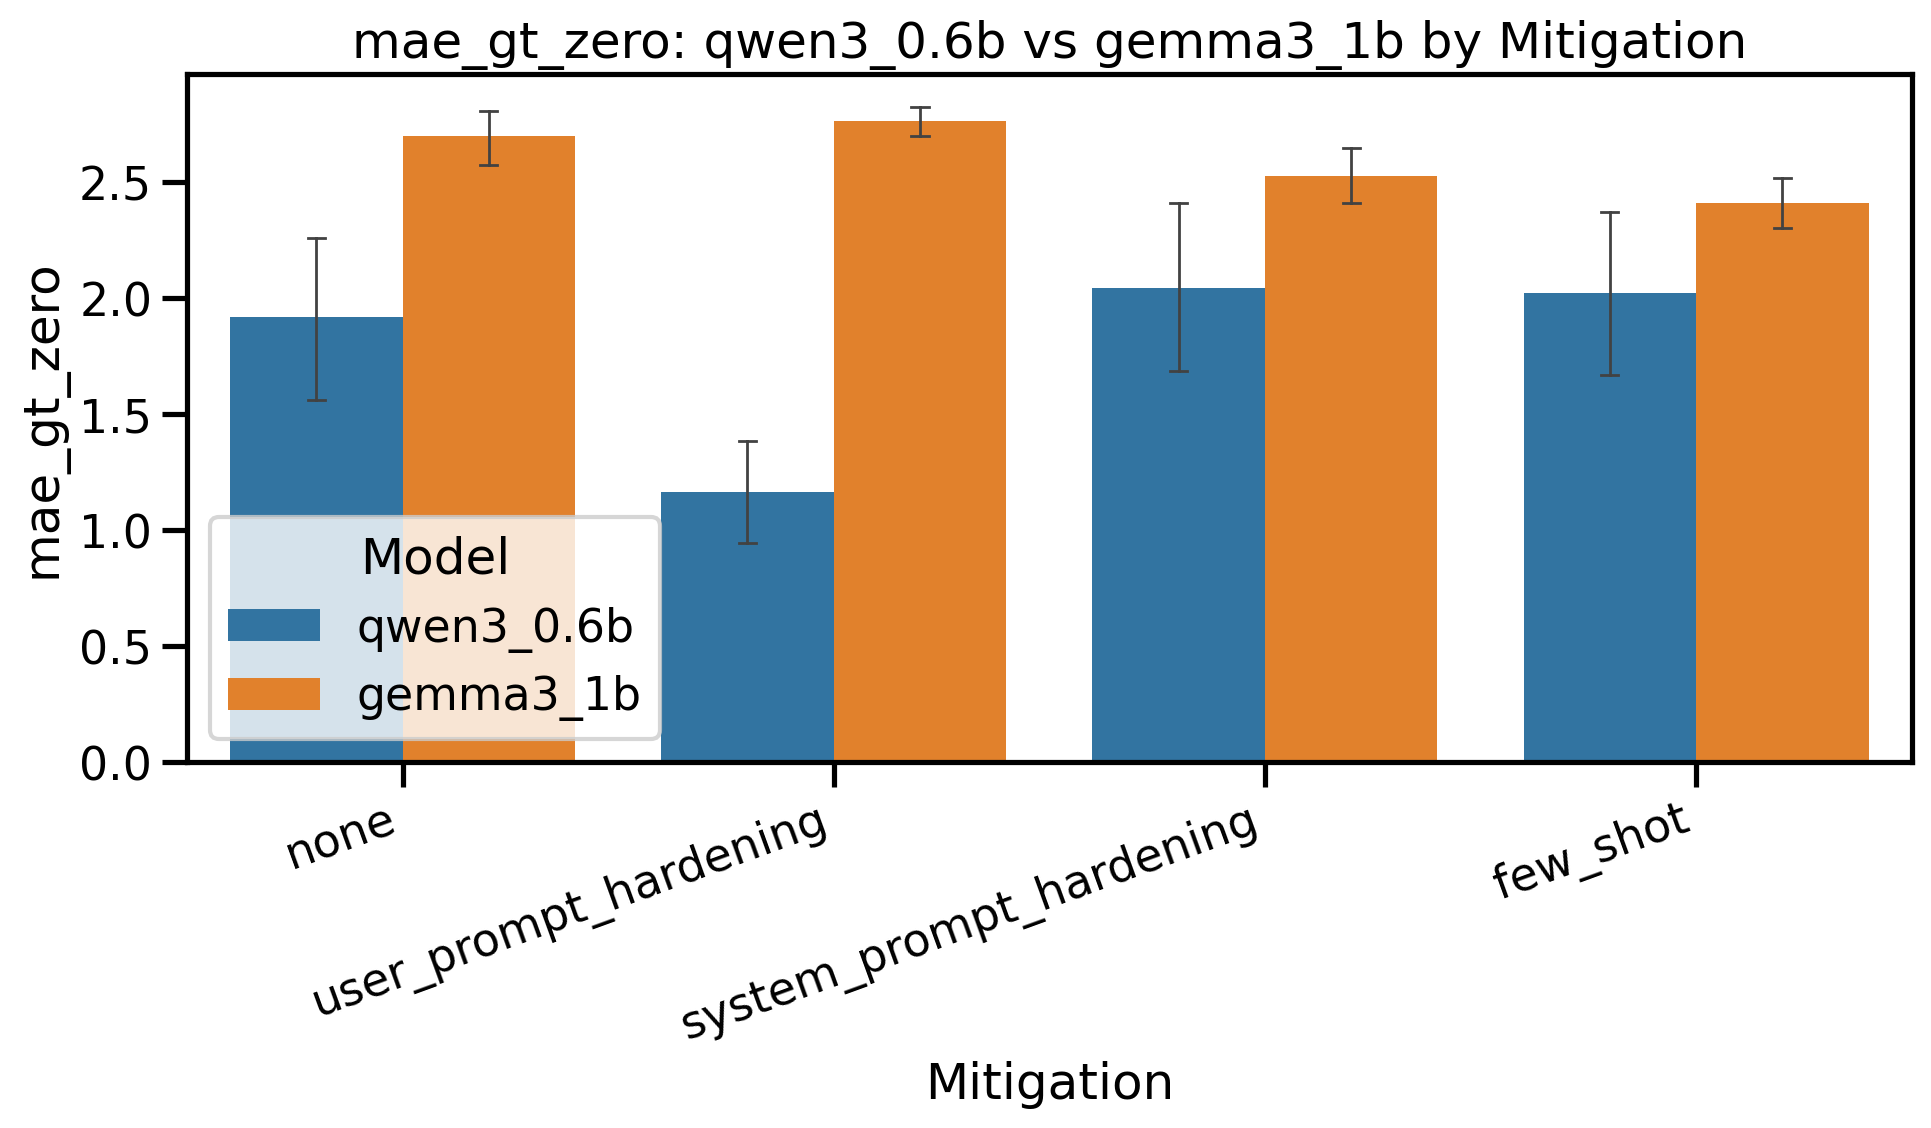 mae_gt_zero: qwen3_0.6b vs gemma3_1b by Mitigation
mae_gt_zero
2.5
2.0
1.5
1.0
0.5
0.0
Model
qwen3_0.6b
gemma3_1b
none
user_prompt_hardening
system_prompt_hardening
few_shot
Mitigation